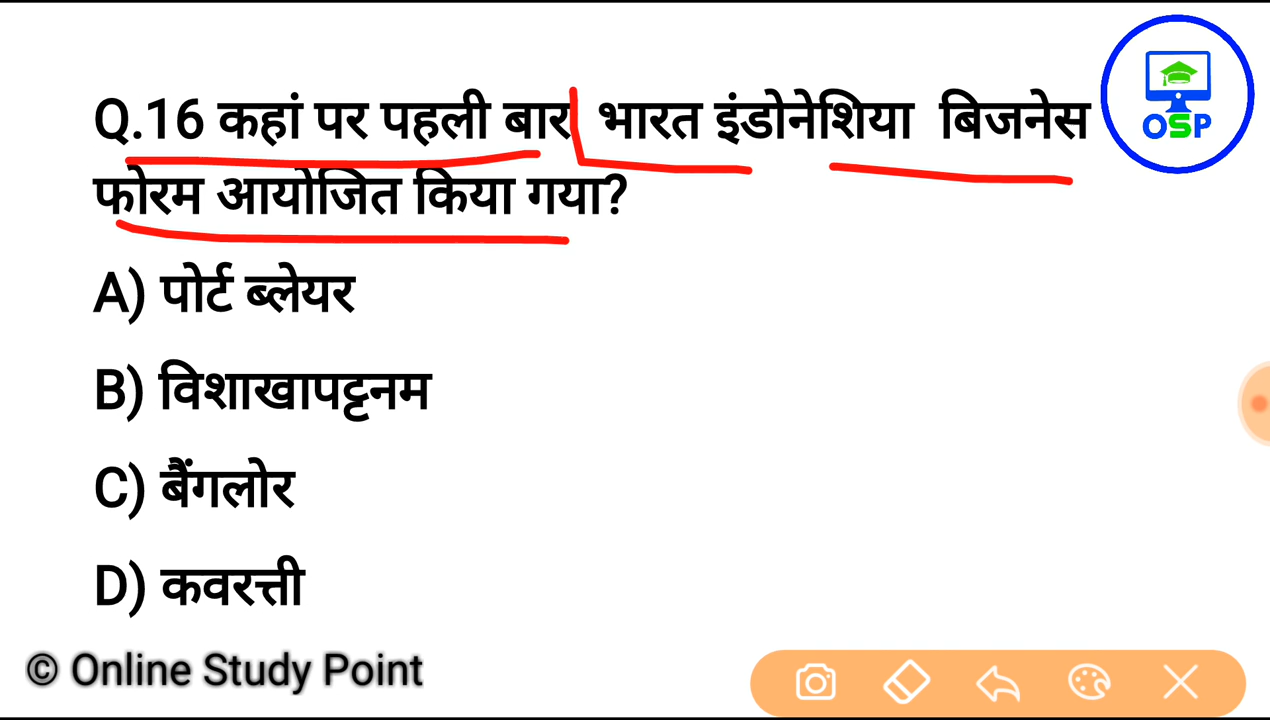 Q.16 कहां पर पहली बार भारत इंडोनेशिया बिजनेस
फोरम आयोजित किया गया?
A) पोर्ट ब्लेयर
B) विशाखापट्टनम
C) बैंगलोर
D) कवरत्ती
© Online Study Point
OSP